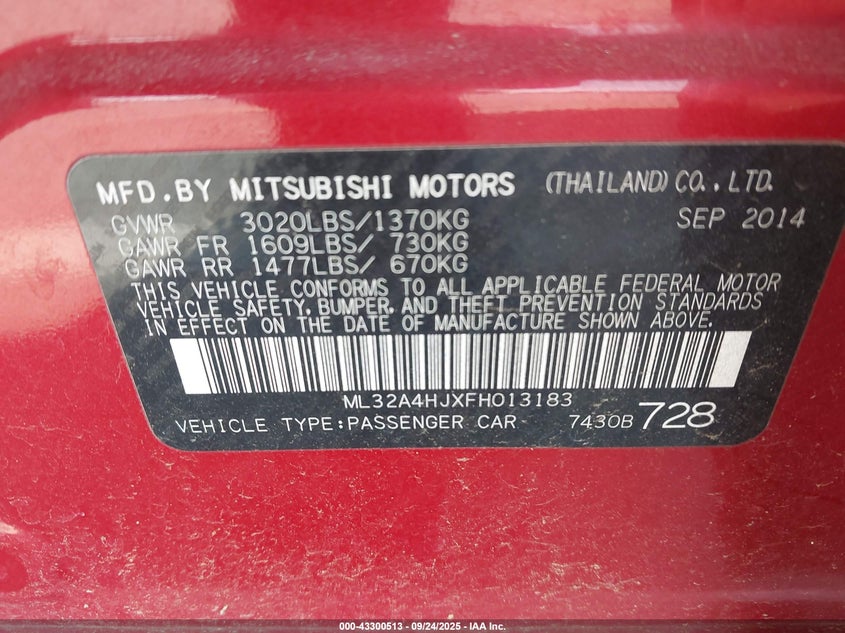 MFD.BY MITSUBISHI MOTORS (THAILAND) CO., LTD.
GVWR 3020LBS/1370KG SEP 2014
GAWR FR 1609LBS/ 730KG
GAWR RR 1477LBS/ 670KG
THIS VEHICLE CONFORMS TO ALL APPLICABLE FEDERAL MOTOR
VEHICLE SAFETY, BUMPER, AND THEFT PREVENTION STANDARDS
IN EFFECT ON THE DATE OF MANUFACTURE SHOWN ABOVE.
ML32A4HJXFH013183
VEHICLE TYPE:PASSENGER CAR 7430B 728
000-43300513 - 09/24/2025 - IAA Inc.